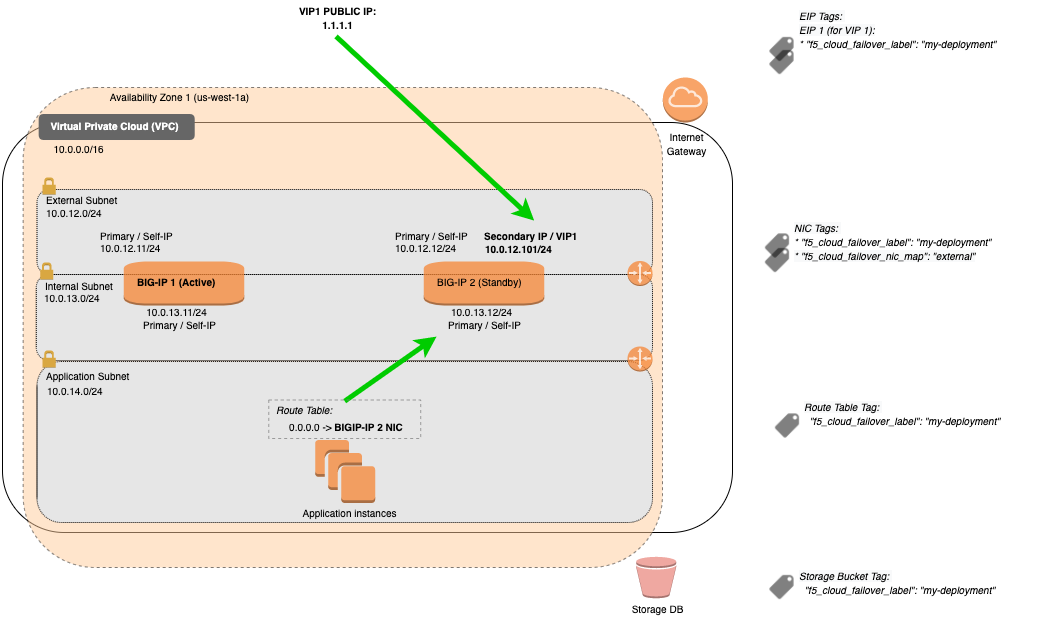 VIP1 PUBLIC IP:
1.1.1.1
EIP Tags:
EIP 1 (for VIP 1):
* "f5_cloud_failover_label": "my-deployment"
Availability Zone 1 (us-west-1a)
Virtual Private Cloud (VPC)
10.0.0.0/16
Internet
Gateway
External Subnet
10.0.12.0/24
Primary / Self-IP
10.0.12.11/24
Primary / Self-IP
10.0.12.12/24
Secondary IP / VIP1
10.0.12.101/24
NIC Tags:
* "f5_cloud_failover_label": "my-deployment"
* "f5_cloud_failover_nic_map": "external"
Internal Subnet
10.0.13.0/24
BIG-IP 1 (Active)
BIG-IP 2 (Standby)
10.0.13.11/24
Primary / Self-IP
10.0.13.12/24
Primary / Self-IP
Application Subnet
10.0.14.0/24
Route Table:
0.0.0.0 -> BIGIP-IP 2 NIC
Application instances
Route Table Tag:
"f5_cloud_failover_label": "my-deployment"
Storage DB
Storage Bucket Tag:
"f5_cloud_failover_label": "my-deployment"